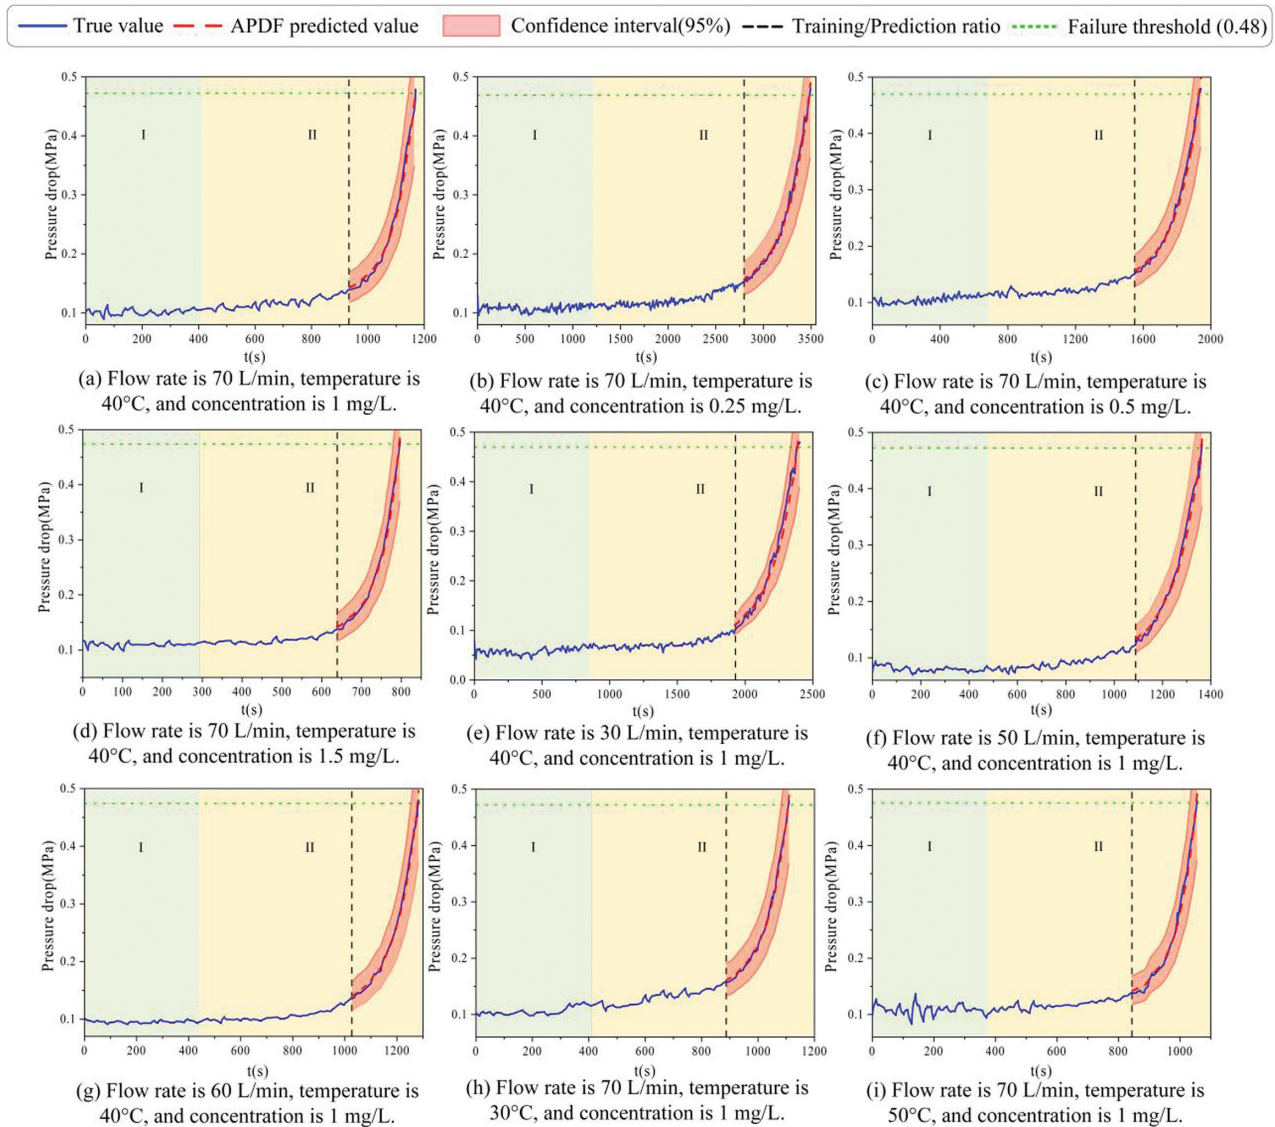 True value APDF predicted value Confidence interval(95%) Training/Prediction ratio Failure threshold (0.48)
0.5 0.4 0.3 0.2 0.1
Pressure drop(MPa)
I II
0 200 400 600 800 1000 1200
t(s)
(a) Flow rate is 70 L/min, temperature is
40°C, and concentration is 1 mg/L.
0.5 0.4 0.3 0.2 0.1
Pressure drop(MPa)
I II
0 500 1000 1500 2000 2500 3000 3500
t(s)
(b) Flow rate is 70 L/min, temperature is
40°C, and concentration is 0.25 mg/L.
0.5 0.4 0.3 0.2 0.1
Pressure drop(MPa)
I II
0 400 800 1200 1600 2000
t(s)
(c) Flow rate is 70 L/min, temperature is
40°C, and concentration is 0.5 mg/L.
0.5 0.4 0.3 0.2 0.1
Pressure drop(MPa)
I II
0 100 200 300 400 500 600 700 800
t(s)
(d) Flow rate is 70 L/min, temperature is
40°C, and concentration is 1.5 mg/L.
0.5 0.4 0.3 0.2 0.1 0.0
Pressure drop(MPa)
I II
0 500 1000 1500 2000 2500
t(s)
(e) Flow rate is 30 L/min, temperature is
40°C, and concentration is 1 mg/L.
0.5 0.4 0.3 0.2 0.1
Pressure drop(MPa)
I II
0 200 400 600 800 1000 1200 1400
t(s)
(f) Flow rate is 50 L/min, temperature is
40°C, and concentration is 1 mg/L.
0.5 0.4 0.3 0.2 0.1
Pressure drop(MPa)
I II
0 200 400 600 800 1000 1200
t(s)
(g) Flow rate is 60 L/min, temperature is
40°C, and concentration is 1 mg/L.
0.5 0.4 0.3 0.2 0.1
Pressure drop(MPa)
I II
0 200 400 600 800 1000 1200
t(s)
(h) Flow rate is 70 L/min, temperature is
30°C, and concentration is 1 mg/L.
0.5 0.4 0.3 0.2 0.1
Pressure drop(MPa)
I II
0 200 400 600 800 1000
t(s)
(i) Flow rate is 70 L/min, temperature is
50°C, and concentration is 1 mg/L.